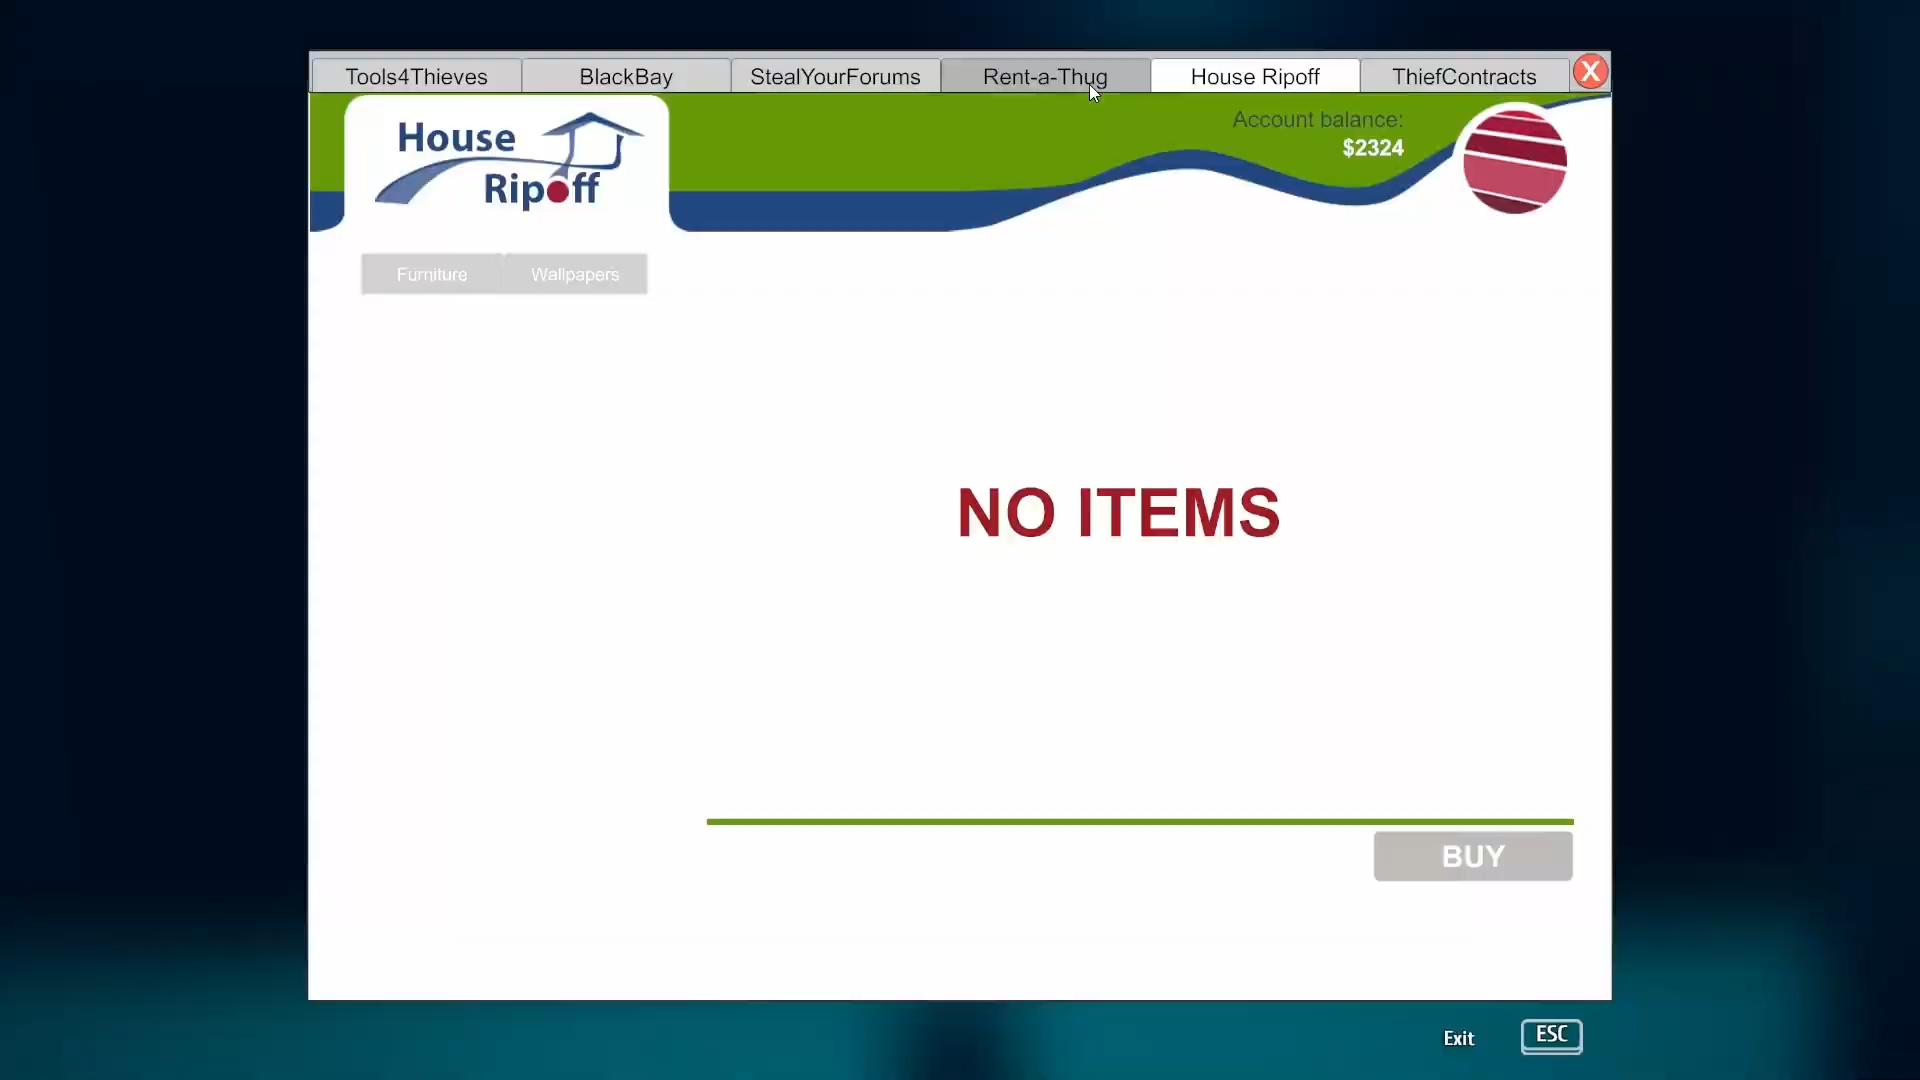 Tools4Thieves
BlackBay
StealYourForums
Rent-a-Thug
House Ripoff
ThiefContracts
X
House
Ripoff
Account balance:
$2324
Furniture
Wallpapers
NO ITEMS
BUY
Exit
ESC